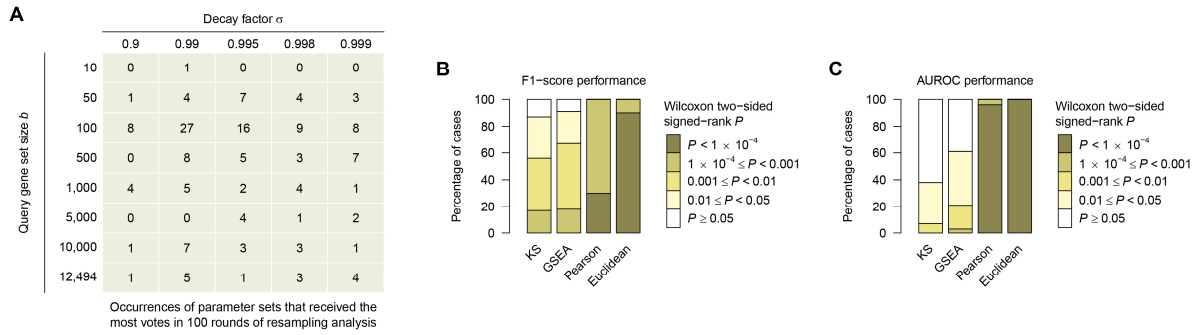 A
Decay factor σ
0.9 0.99 0.995 0.998 0.999
Query gene set size b
10 0 1 0 0 0
50 1 4 7 4 3
100 8 27 16 9 8
500 0 8 5 3 7
1,000 4 5 2 4 1
5,000 0 0 4 1 2
10,000 1 7 3 3 1
12,494 1 5 1 3 4
Occurrences of parameter sets that received the
most votes in 100 rounds of resampling analysis
B
F1−score performance
Percentage of cases
100
80
60
40
20
0
KS
GSEA
Pearson
Euclidean
Wilcoxon two-sided
signed-rank P
P < 1 × 10⁻⁴
1 × 10⁻⁴ ≤ P < 0.001
0.001 ≤ P < 0.01
0.01 ≤ P < 0.05
P ≥ 0.05
C
AUROC performance
Percentage of cases
100
80
60
40
20
0
KS
GSEA
Pearson
Euclidean
Wilcoxon two-sided
signed-rank P
P < 1 × 10⁻⁴
1 × 10⁻⁴ ≤ P < 0.001
0.001 ≤ P < 0.01
0.01 ≤ P < 0.05
P ≥ 0.05